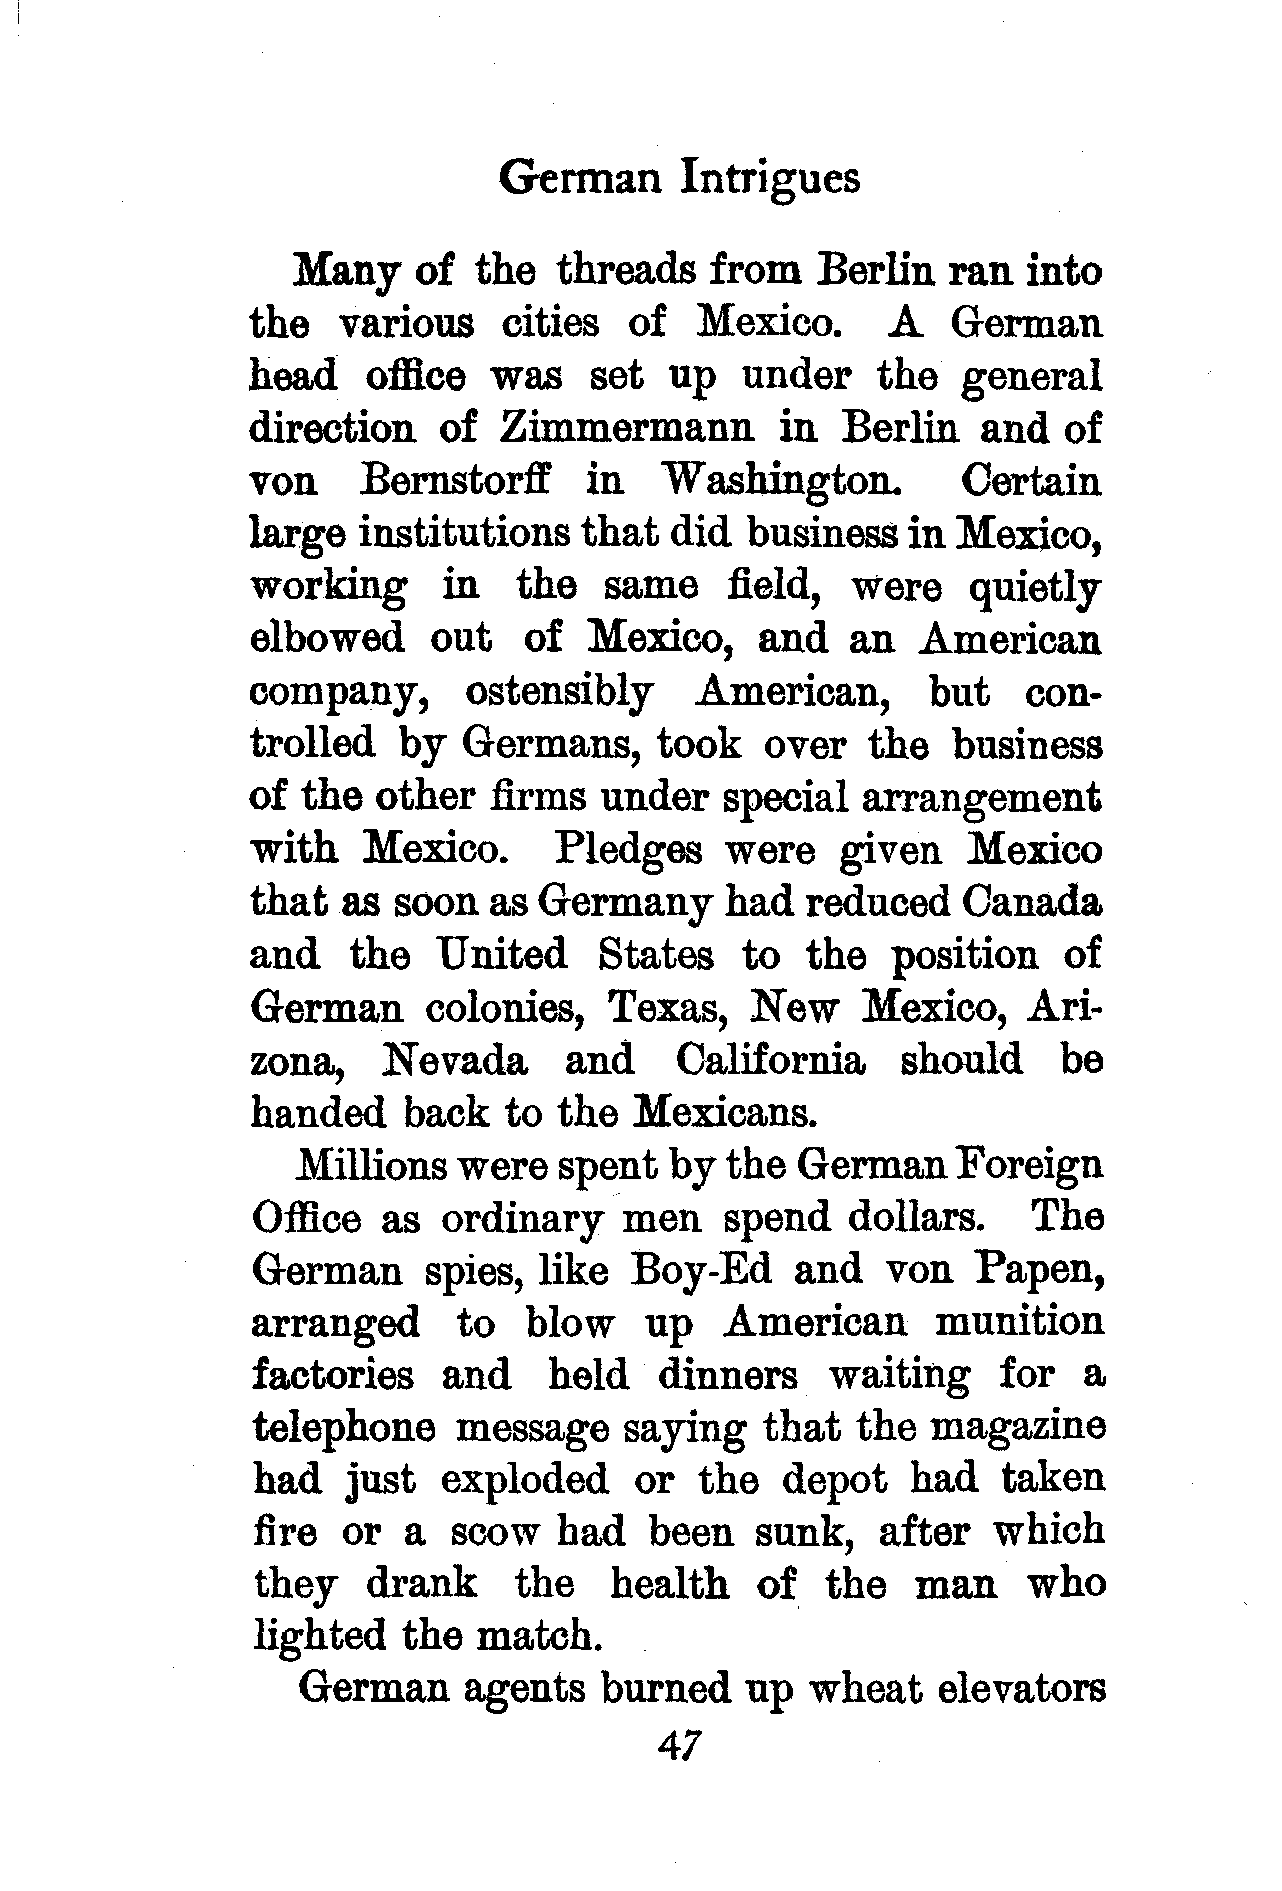 German Intrigues
Many of the threads from Berlin ran into
the various cities of Mexico. A German
head office was set up under the general
direction of Zimmermann in Berlin and of
von Bernstorff in Washington. Certain
large institutions that did business in Mexico,
working in the same field, were quietly
elbowed out of Mexico, and an American
company, ostensibly American, but con-
trolled by Germans, took over the business
of the other firms under special arrangement
with Mexico. Pledges were given Mexico
that as soon as Germany had reduced Canada
and the United States to the position of
German colonies, Texas, New Mexico, Ari-
zona, Nevada and California should be
handed back to the Mexicans.
Millions were spent by the German Foreign
Office as ordinary men spend dollars. The
German spies, like Boy-Ed and von Papen,
arranged to blow up American munition
factories and held dinners waiting for a
telephone message saying that the magazine
had just exploded or the depot had taken
fire or a scow had been sunk, after which
they drank the health of the man who
lighted the match.
German agents burned up wheat elevators
47